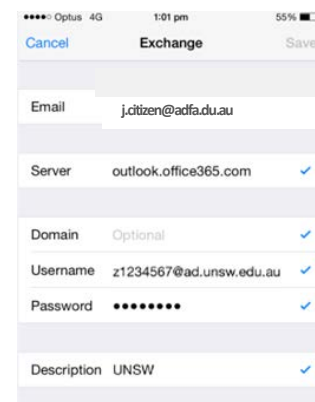 Optus 4G 1:01 pm 55%
Cancel Exchange Save
Email j.citizen@adfa.du.au
Server outlook.office365.com
Domain Optional
Username z1234567@ad.unsw.edu.au
Password ••••••••
Description UNSW